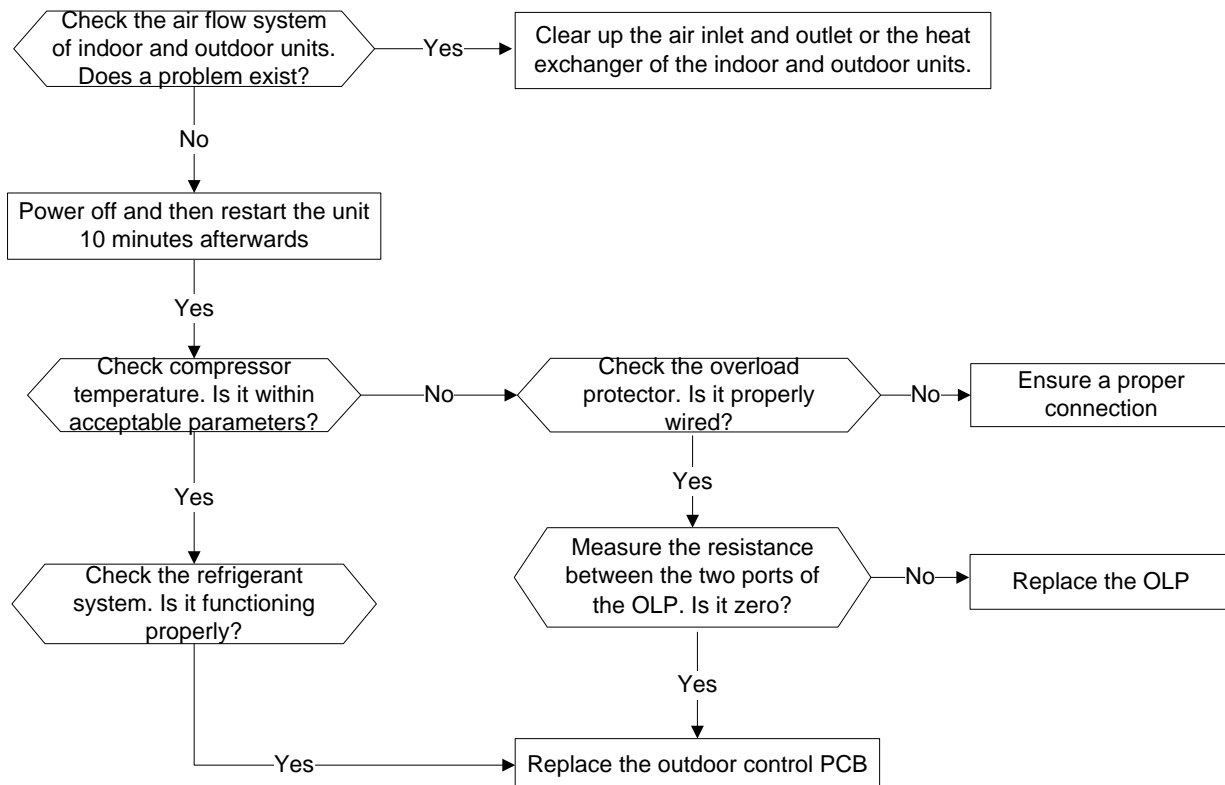 Check the air flow system
of indoor and outdoor units.
Does a problem exist?
Yes
Clear up the air inlet and outlet or the heat
exchanger of the indoor and outdoor units.
No
Power off and then restart the unit
10 minutes afterwards
Yes
Check compressor
temperature. Is it within
acceptable parameters?
No
Check the overload
protector. Is it properly
wired?
No
Ensure a proper
connection
Yes
Yes
Check the refrigerant
system. Is it functioning
properly?
Measure the resistance
between the two ports of
the OLP. Is it zero?
No
Replace the OLP
Yes
Yes
Replace the outdoor control PCB